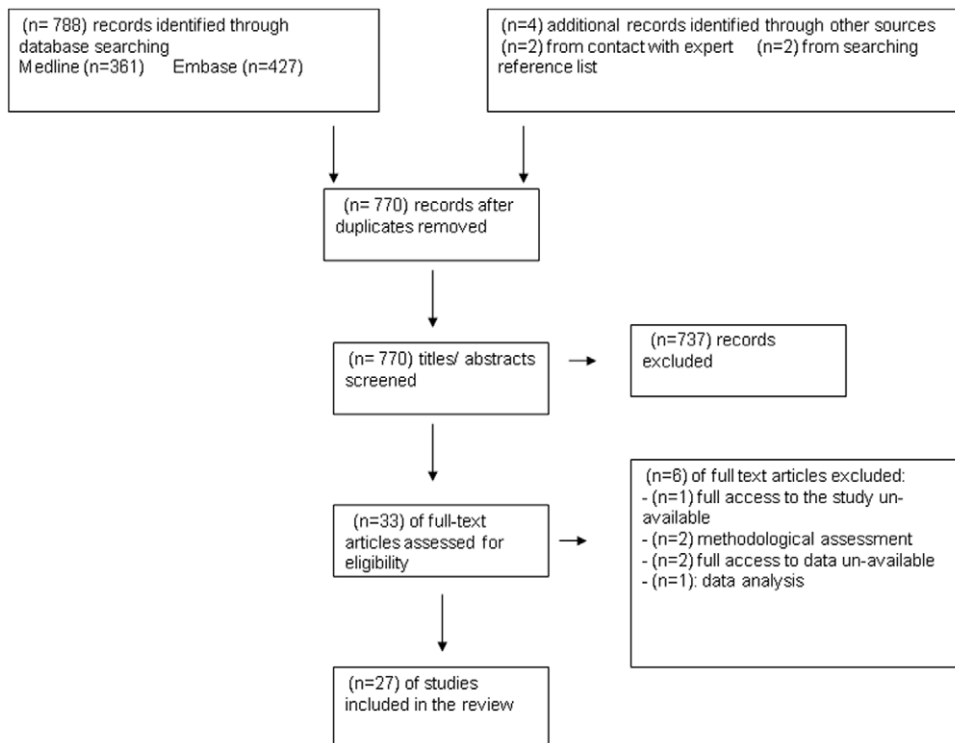 (n= 788) records identified through
database searching
Medline (n=361) Embase (n=427)
(n=4) additional records identified through other sources
(n=2) from contact with expert (n=2) from searching
reference list
(n= 770) records after
duplicates removed
(n= 770) titles/ abstracts
screened
(n=737) records
excluded
(n=33) of full-text
articles assessed for
eligibility
(n=6) of full text articles excluded:
- (n=1) full access to the study un-
available
- (n=2) methodological assessment
- (n=2) full access to data un-available
- (n=1): data analysis
(n=27) of studies
included in the review